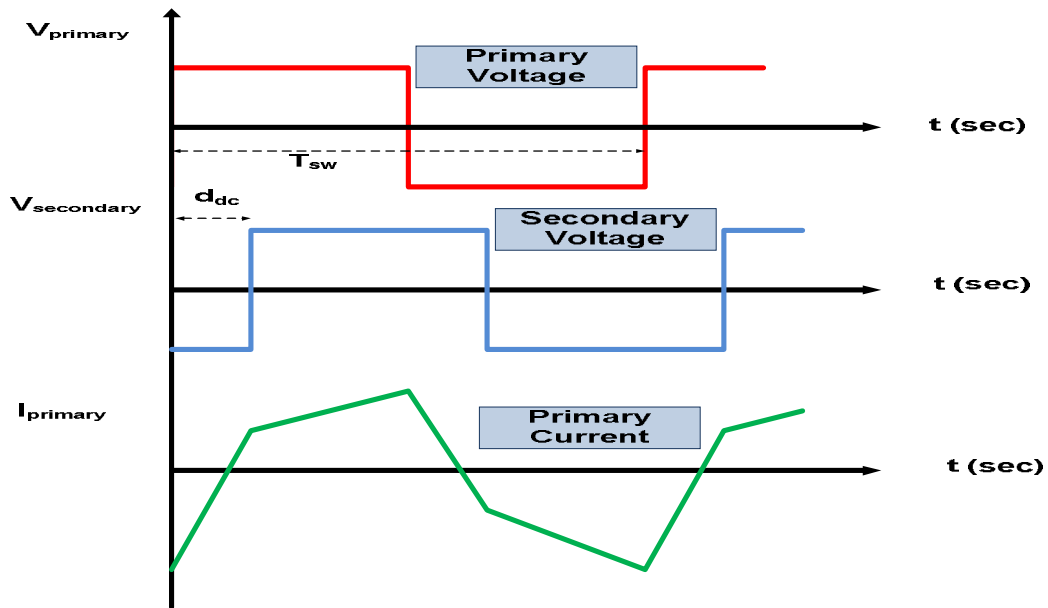 Vprimary
Primary
Voltage
t (sec)
Tsw
Vsecondary
ddc
Secondary
Voltage
t (sec)
Iprimary
Primary
Current
t (sec)